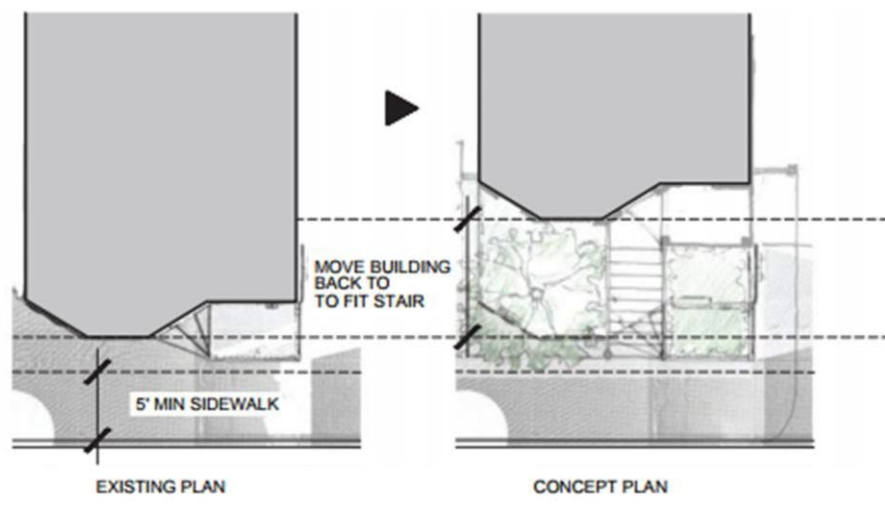 MOVE BUILDING
BACK TO
TO FIT STAIR
5' MIN SIDEWALK
EXISTING PLAN
CONCEPT PLAN